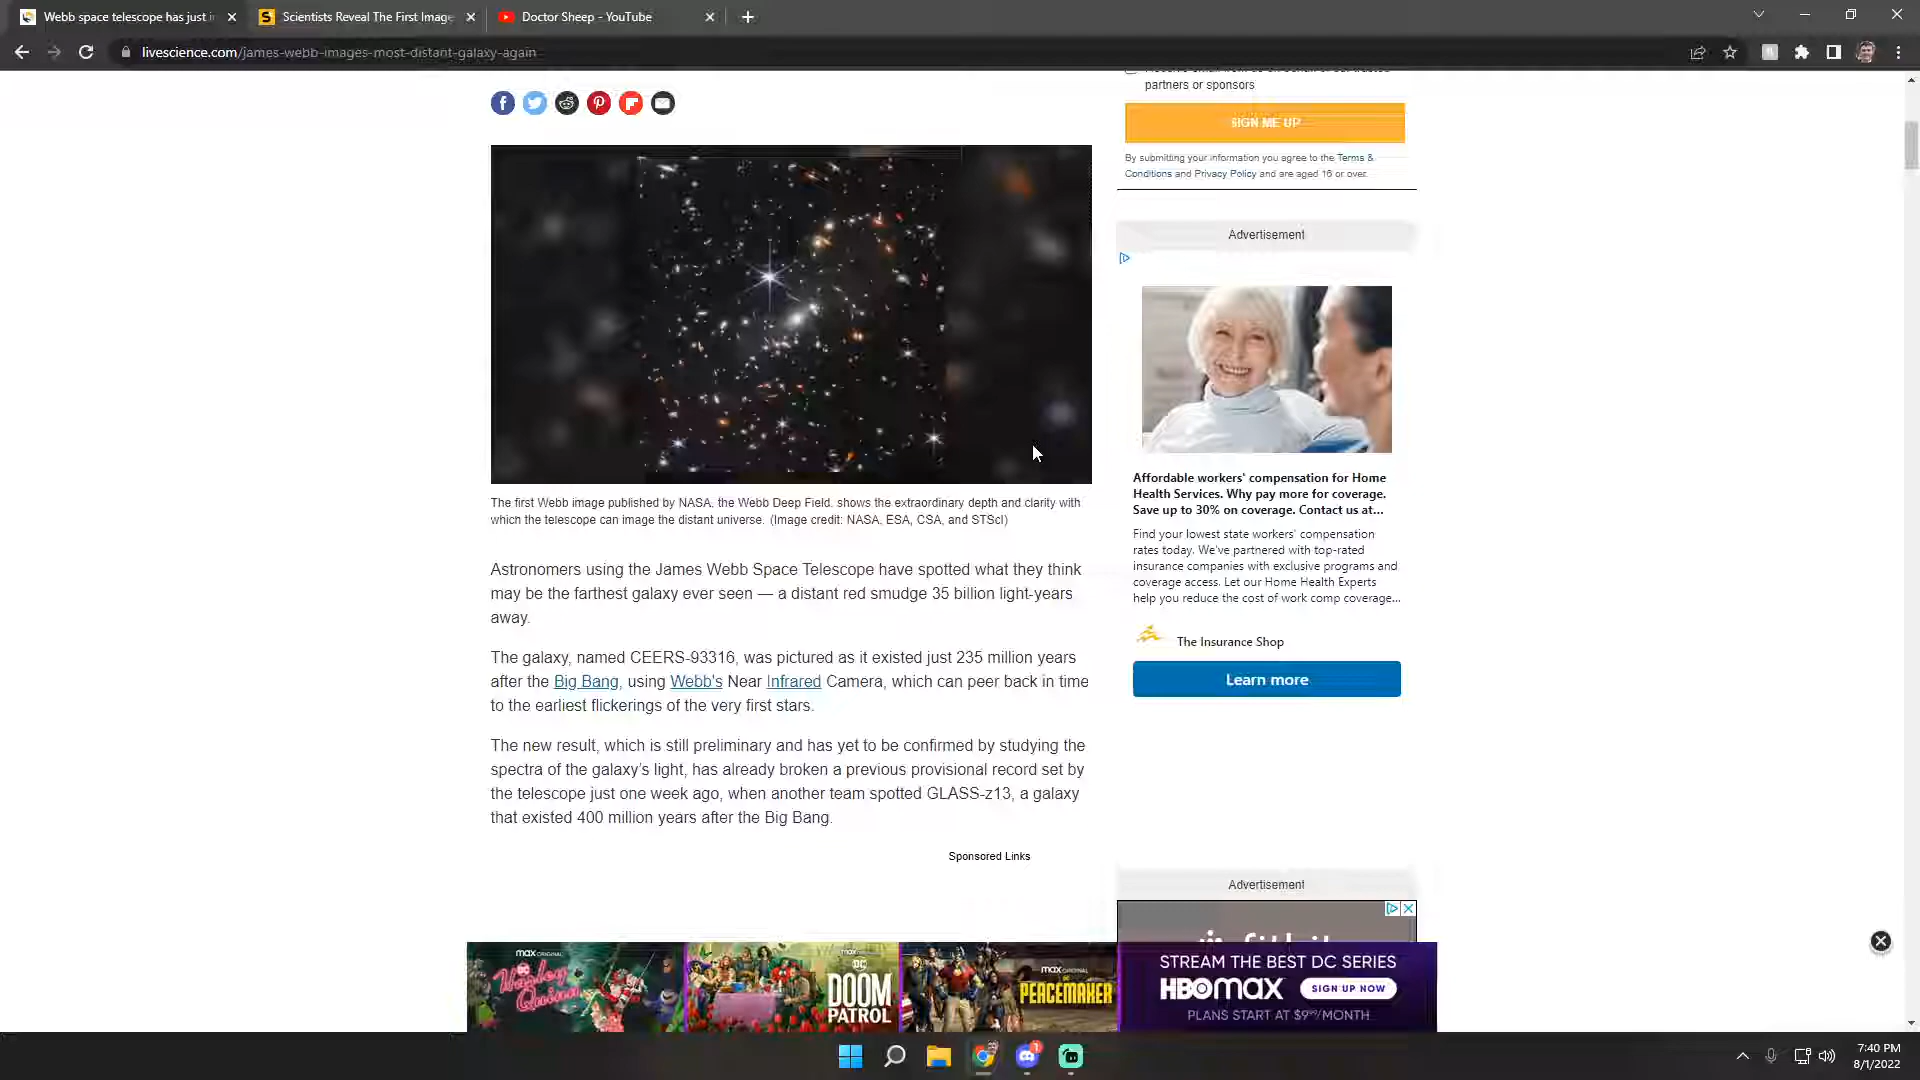 Webb space telescope has just i
Scientists Reveal The First Image
Doctor Sheep - YouTube
livescience.com/james-webb-images-most-distant-galaxy-again
partners or sponsors
SIGN ME UP
By submitting your information you agree to the Terms &
Conditions and Privacy Policy and are aged 16 or over.
Advertisement
The first Webb image published by NASA, the Webb Deep Field, shows the extraordinary depth and clarity with
which the telescope can image the distant universe. (Image credit: NASA, ESA, CSA, and STScI)
Astronomers using the James Webb Space Telescope have spotted what they think
may be the farthest galaxy ever seen — a distant red smudge 35 billion light-years
away.
The galaxy, named CEERS-93316, was pictured as it existed just 235 million years
after the Big Bang, using Webb's Near Infrared Camera, which can peer back in time
to the earliest flickerings of the very first stars.
The new result, which is still preliminary and has yet to be confirmed by studying the
spectra of the galaxy's light, has already broken a previous provisional record set by
the telescope just one week ago, when another team spotted GLASS-z13, a galaxy
that existed 400 million years after the Big Bang.
Sponsored Links
Affordable workers' compensation for Home
Health Services. Why pay more for coverage.
Save up to 30% on coverage. Contact us at...
Find your lowest state workers' compensation
rates today. We've partnered with top-rated
insurance companies with exclusive programs and
coverage access. Let our Home Health Experts
help you reduce the cost of work comp coverage...
The Insurance Shop
Learn more
Advertisement
max ORIGINAL
Harley
Quinn
DC
DOOM
PATROL
max ORIGINAL
PEACEMAKER
STREAM THE BEST DC SERIES
HBOmax SIGN UP NOW
PLANS START AT $9.99/MONTH
7:40 PM
8/1/2022